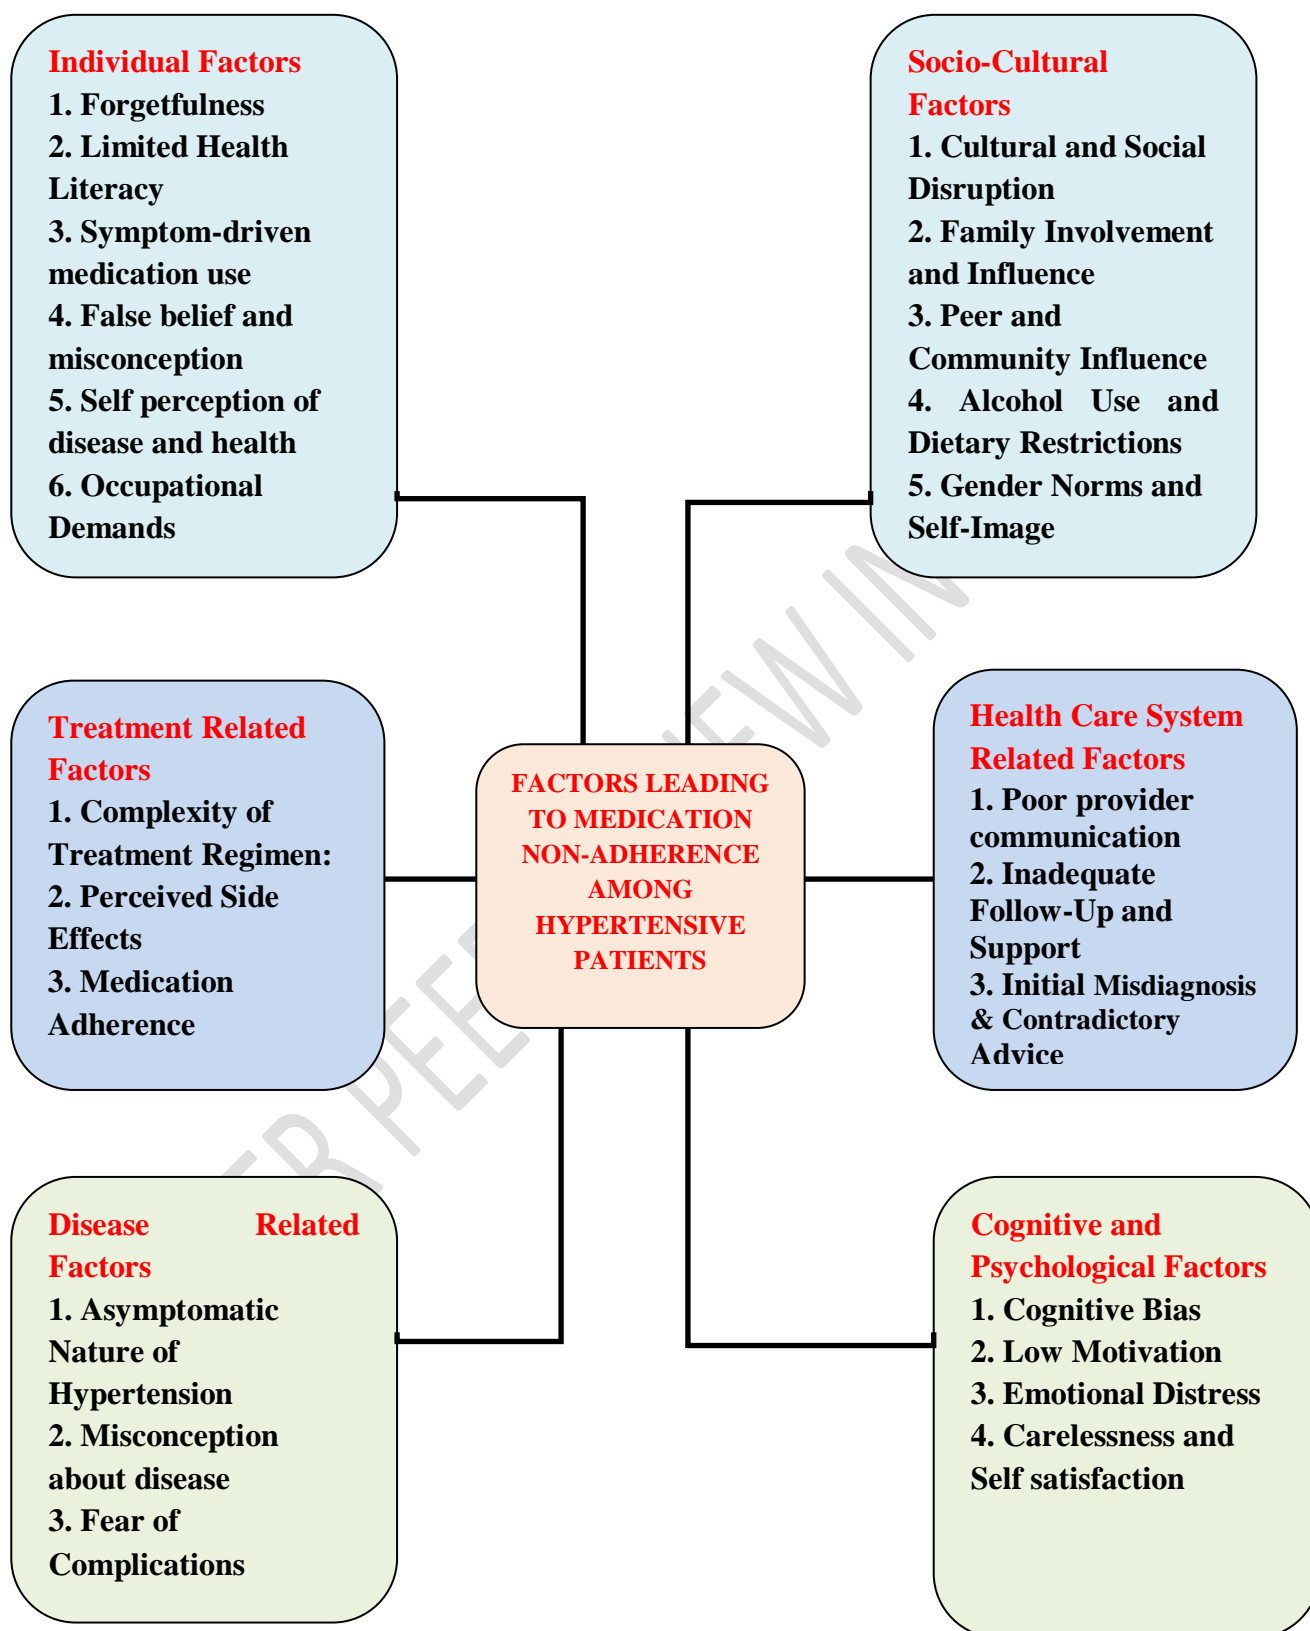 Individual Factors
1. Forgetfulness
2. Limited Health
Literacy
3. Symptom-driven
medication use
4. False belief and
misconception
5. Self perception of
disease and health
6. Occupational
Demands
Socio-Cultural
Factors
1. Cultural and Social
Disruption
2. Family Involvement
and Influence
3. Peer and
Community Influence
4. Alcohol Use and
Dietary Restrictions
5. Gender Norms and
Self-Image
Treatment Related
Factors
1. Complexity of
Treatment Regimen:
2. Perceived Side
Effects
3. Medication
Adherence
FACTORS LEADING
TO MEDICATION
NON-ADHERENCE
AMONG
HYPERTENSIVE
PATIENTS
Health Care System
Related Factors
1. Poor provider
communication
2. Inadequate
Follow-Up and
Support
3. Initial Misdiagnosis
& Contradictory
Advice
Disease Related
Factors
1. Asymptomatic
Nature of
Hypertension
2. Misconception
about disease
3. Fear of
Complications
Cognitive and
Psychological Factors
1. Cognitive Bias
2. Low Motivation
3. Emotional Distress
4. Carelessness and
Self satisfaction